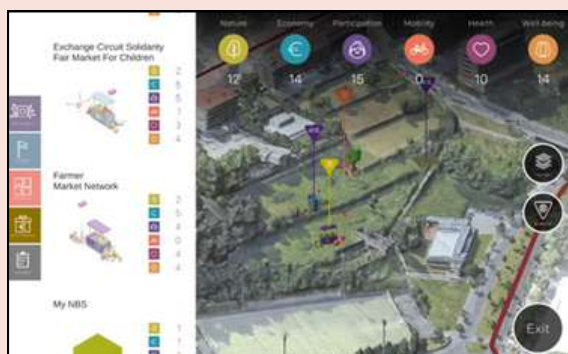 Nature Economy Participation Mobility Health Well-being
12 14 15 0 10 14
2
Exchange Circuit Solidarity
Fair Market For Children
2
5
5
1
3
4
Farmer
Market Network
2
5
4
0
4
4
My NBS
1
1
Exit